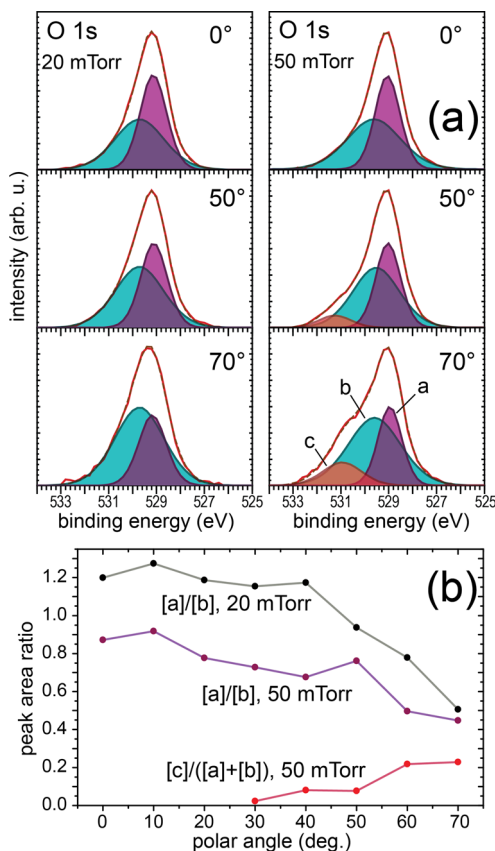 O 1s
20 mTorr
0°
O 1s
50 mTorr
0°
(a)
50°
50°
70°
70°
a
b
c
intensity (arb. u.)
533 531 529 527 525
533 531 529 527 525
binding energy (eV)
binding energy (eV)
(b)
1.2
1.0
0.8
0.6
0.4
0.2
0.0
peak area ratio
[a]/[b], 20 mTorr
[a]/[b], 50 mTorr
[c]/([a]+[b]), 50 mTorr
0 10 20 30 40 50 60 70
polar angle (deg.)